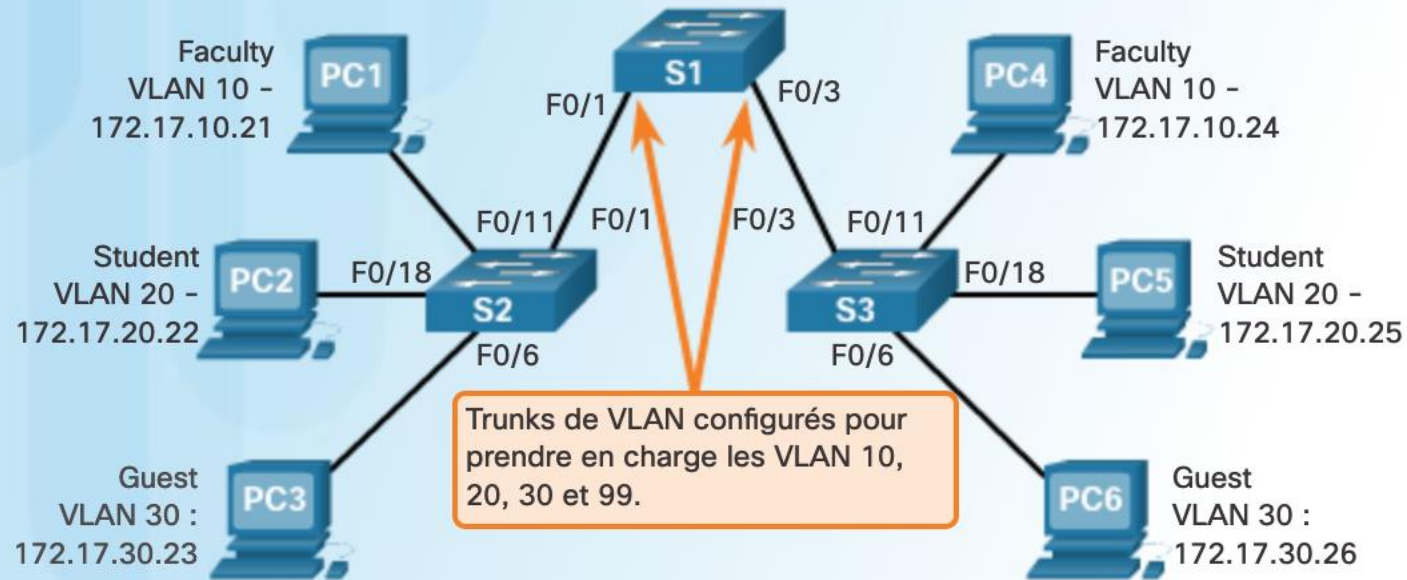 Faculty
VLAN 10 -
172.17.10.21
PC1
S1
F0/1
F0/3
PC4
Faculty
VLAN 10 -
172.17.10.24
F0/11
F0/1
F0/3
F0/11
Student
VLAN 20 -
172.17.20.22
PC2
F0/18
S2
F0/6
S3
F0/6
F0/18
PC5
Student
VLAN 20 -
172.17.20.25
Trunks de VLAN configurés pour
prendre en charge les VLAN 10,
20, 30 et 99.
Guest
VLAN 30 :
172.17.30.23
PC3
PC6
Guest
VLAN 30 :
172.17.30.26